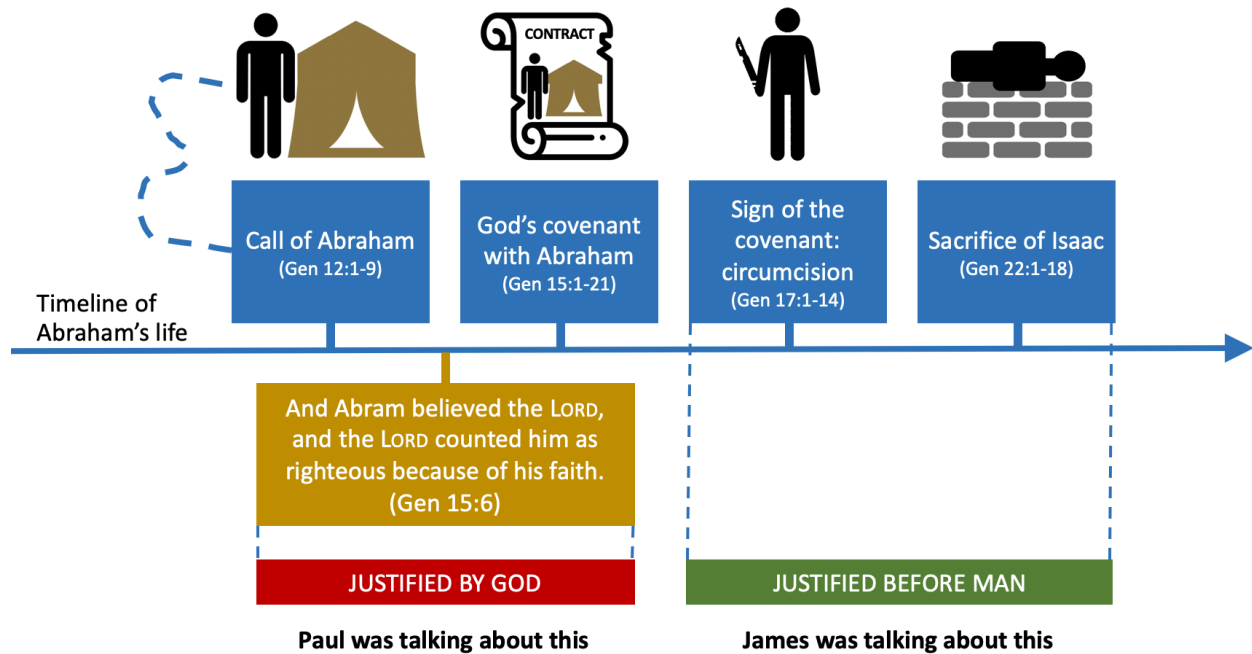 CONTRACT
Call of Abraham
(Gen 12:1-9)
God’s covenant
with Abraham
(Gen 15:1-21)
Sign of the
covenant:
circumcision
(Gen 17:1-14)
Sacrifice of Isaac
(Gen 22:1-18)
Timeline of
Abraham’s life
And Abram believed the LORD,
and the LORD counted him as
righteous because of his faith.
(Gen 15:6)
JUSTIFIED BY GOD
JUSTIFIED BEFORE MAN
Paul was talking about this
James was talking about this